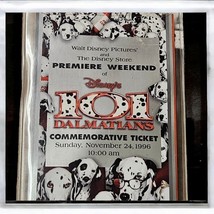 Walt Disney Pictures'
and
The Disney Store
PREMIERE WEEKEND
of
Disney's
101
DALMATIANS
COMMEMORATIVE TICKET
Sunday, November 24, 1996
10:00 am